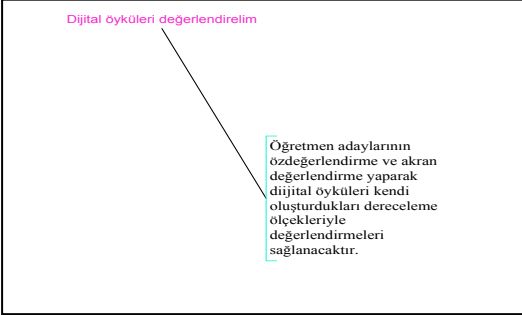 Dijital öyküleri değerlendirelim
Öğretmen adaylarının
özdeğerlendirme ve akran
değerlendirme yaparak
diijital öyküleri kendi
oluşturdukları dereceleme
ölçekleriyle
değerlendirmeleri
sağlanacaktır.